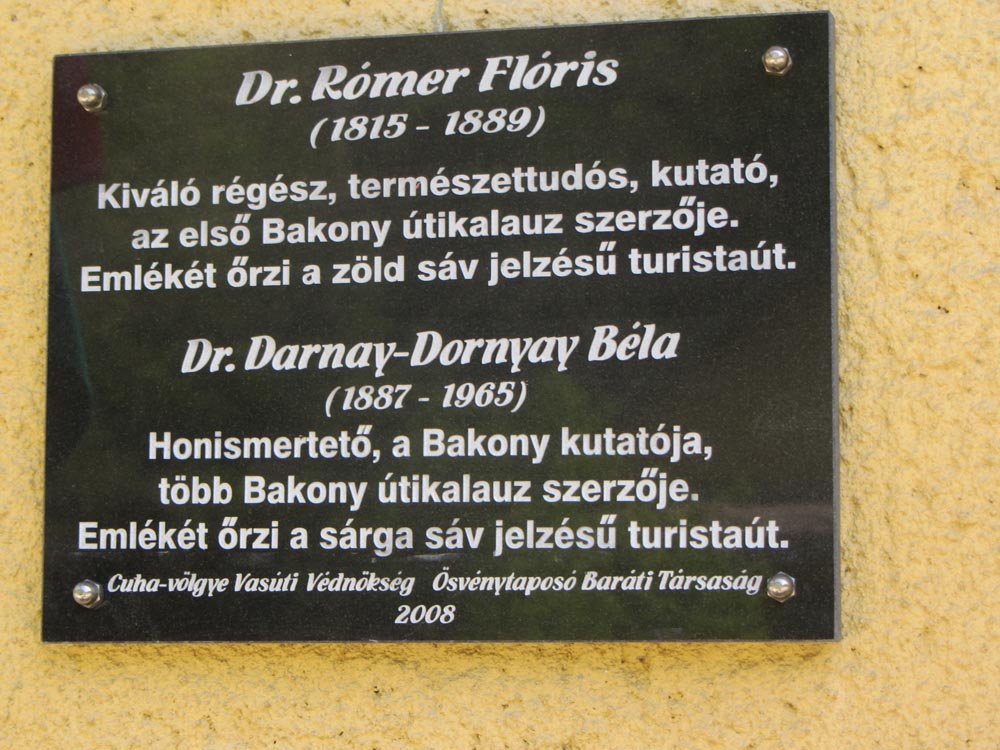 Dr. Rómer Flóris
(1815 - 1889)
Kiváló régész, természettudós, kutató,
az első Bakony útikalauz szerzője.
Emlékét őrzi a zöld sáv jelzésű turistaút.
Dr. Darnay-Dornyay Béla
(1887 - 1965)
Honismertető, a Bakony kutatója,
több Bakony útikalauz szerzője.
Emlékét őrzi a sárga sáv jelzésű turistaút.
Cuha-völgye Vasúti Védnökség Ösvénytaposó Baráti Társaság
2008